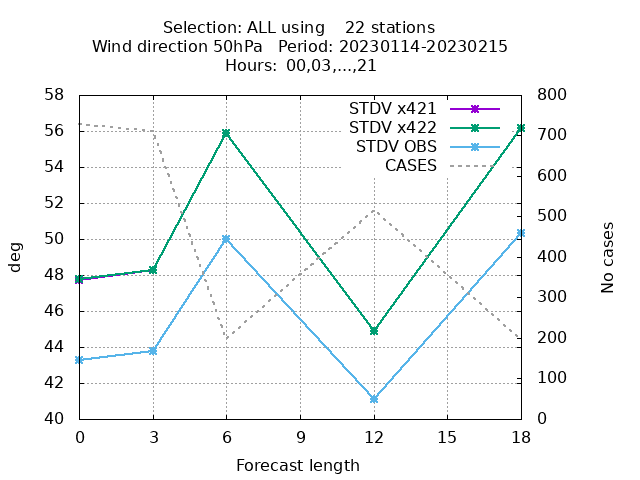 Selection: ALL using    22 stations
Wind direction 50hPa   Period: 20230114-20230215
Hours: 00,03,...,21
58 800
STDV x421
56 700
STDV x422
STDV OBS
54 600
CASES
52 500
50 400
48 300
46 200
44 100
42
40 0
deg
No cases
0 3 6 9 12 15 18
Forecast length